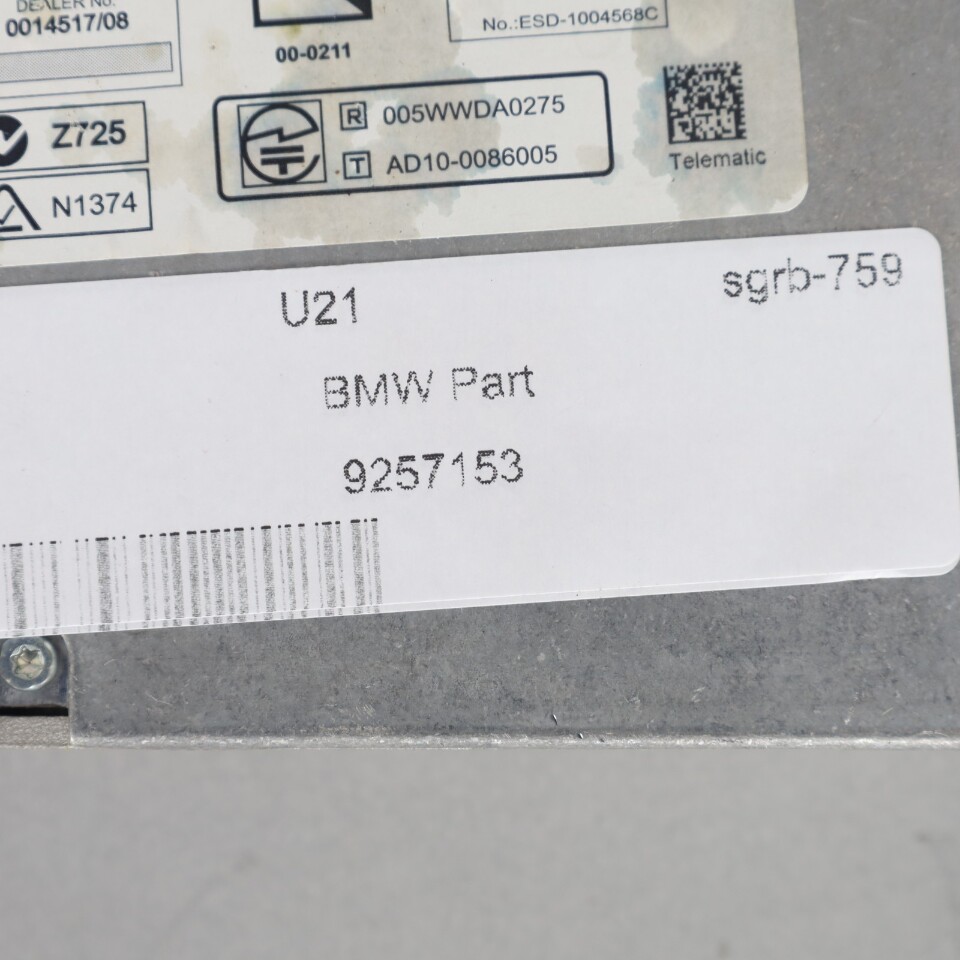 DEALER No.
0014517/08
00-0211
No.:ESD-1004568C
Z725
N1374
R 005WWDA0275
T AD10-0086005
Telematic
U21
sgrb-759
BMW Part
9257153